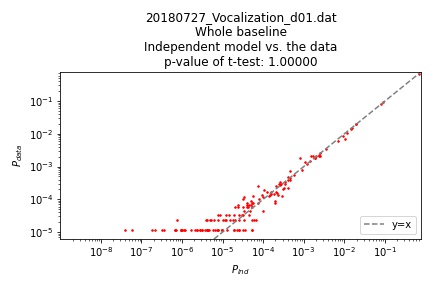 20180727_Vocalization_d01.dat
Whole baseline
Independent model vs. the data
p-value of t-test: 1.00000
P_data
10^-1
10^-2
10^-3
10^-4
10^-5
y=x
10^-8 10^-7 10^-6 10^-5 10^-4 10^-3 10^-2 10^-1
P_ind